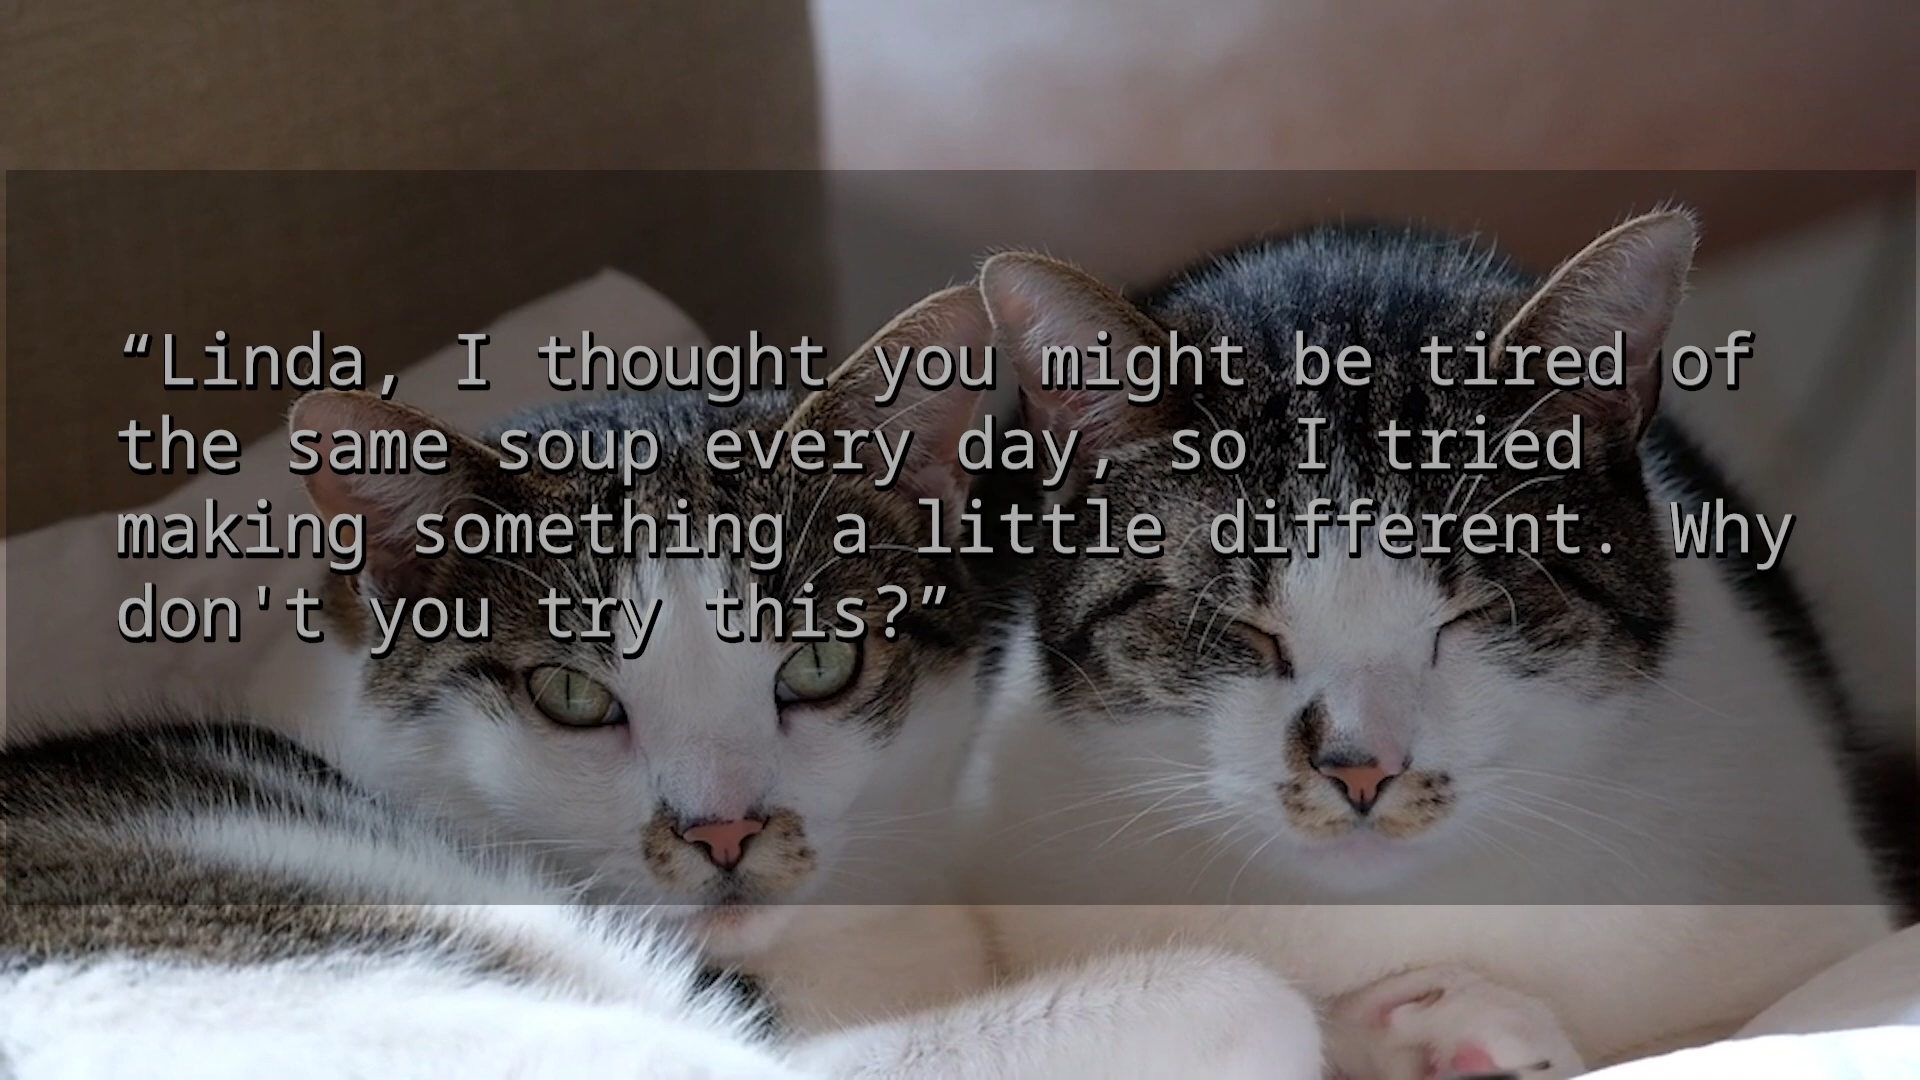 “Linda, I thought you might be tired of
the same soup every day, so I tried
making something a little different. Why
don't you try this?”